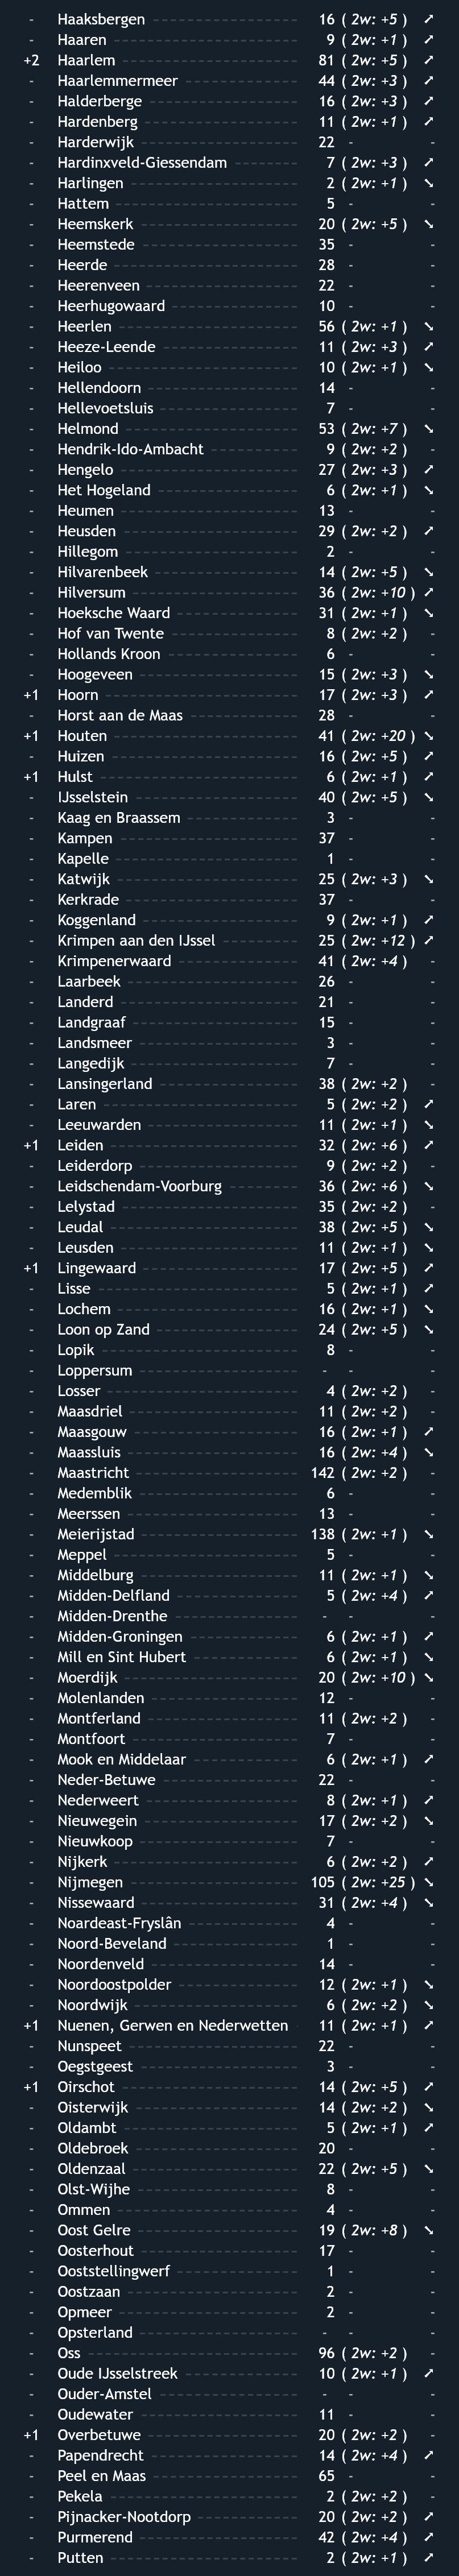 - Haaksbergen 16 ( 2w: +5 ) ➚
- Haaren 9 ( 2w: +1 ) ➚
+2 Haarlem 81 ( 2w: +5 ) ➚
- Haarlemmermeer 44 ( 2w: +3 ) ➚
- Halderberge 16 ( 2w: +3 ) ➚
- Hardenberg 11 ( 2w: +1 ) ➚
- Harderwijk 22 - -
- Hardinxveld-Giessendam 7 ( 2w: +3 ) ➚
- Harlingen 2 ( 2w: +1 ) ➘
- Hattem 5 - -
- Heemskerk 20 ( 2w: +5 ) ➘
- Heemstede 35 - -
- Heerde 28 - -
- Heerenveen 22 - -
- Heerhugowaard 10 - -
- Heerlen 56 ( 2w: +1 ) ➘
- Heeze-Leende 11 ( 2w: +3 ) ➚
- Heiloo 10 ( 2w: +1 ) ➘
- Hellendoorn 14 - -
- Hellevoetsluis 7 - -
- Helmond 53 ( 2w: +7 ) ➘
- Hendrik-Ido-Ambacht 9 ( 2w: +2 ) -
- Hengelo 27 ( 2w: +3 ) ➚
- Het Hogeland 6 ( 2w: +1 ) ➘
- Heumen 13 - -
- Heusden 29 ( 2w: +2 ) ➚
- Hillegom 2 - -
- Hilvarenbeek 14 ( 2w: +5 ) ➘
- Hilversum 36 ( 2w: +10 ) ➚
- Hoeksche Waard 31 ( 2w: +1 ) ➘
- Hof van Twente 8 ( 2w: +2 ) -
- Hollands Kroon 6 - -
- Hoogeveen 15 ( 2w: +3 ) ➘
+1 Hoorn 17 ( 2w: +3 ) ➚
- Horst aan de Maas 28 - -
+1 Houten 41 ( 2w: +20 ) ➘
- Huizen 16 ( 2w: +5 ) ➚
+1 Hulst 6 ( 2w: +1 ) ➚
- IJsselstein 40 ( 2w: +5 ) ➘
- Kaag en Braassem 3 - -
- Kampen 37 - -
- Kapelle 1 - -
- Katwijk 25 ( 2w: +3 ) ➘
- Kerkrade 37 - -
- Koggenland 9 ( 2w: +1 ) ➚
- Krimpen aan den IJssel 25 ( 2w: +12 ) ➚
- Krimpenerwaard 41 ( 2w: +4 ) -
- Laarbeek 26 - -
- Landerd 21 - -
- Landgraaf 15 - -
- Landsmeer 3 - -
- Langedijk 7 - -
- Lansingerland 38 ( 2w: +2 ) -
- Laren 5 ( 2w: +2 ) ➚
- Leeuwarden 11 ( 2w: +1 ) ➘
+1 Leiden 32 ( 2w: +6 ) ➚
- Leiderdorp 9 ( 2w: +2 ) -
- Leidschendam-Voorburg 36 ( 2w: +6 ) ➘
- Lelystad 35 ( 2w: +2 ) -
- Leudal 38 ( 2w: +5 ) ➘
- Leusden 11 ( 2w: +1 ) ➘
+1 Lingewaard 17 ( 2w: +5 ) ➚
- Lisse 5 ( 2w: +1 ) ➚
- Lochem 16 ( 2w: +1 ) ➘
- Loon op Zand 24 ( 2w: +5 ) ➘
- Lopik 8 - -
- Loppersum - - -
- Losser 4 ( 2w: +2 ) -
- Maasdriel 11 ( 2w: +2 ) -
- Maasgouw 16 ( 2w: +1 ) ➚
- Maassluis 16 ( 2w: +4 ) ➘
- Maastricht 142 ( 2w: +2 ) -
- Medemblik 6 - -
- Meerssen 13 - -
- Meierijstad 138 ( 2w: +1 ) ➘
- Meppel 5 - -
- Middelburg 11 ( 2w: +1 ) ➘
- Midden-Delfland 5 ( 2w: +4 ) ➚
- Midden-Drenthe - - -
- Midden-Groningen 6 ( 2w: +1 ) ➚
- Mill en Sint Hubert 6 ( 2w: +1 ) ➘
- Moerdijk 20 ( 2w: +10 ) ➘
- Molenlanden 12 - -
- Montferland 11 ( 2w: +2 ) -
- Montfoort 7 - -
- Mook en Middelaar 6 ( 2w: +1 ) ➚
- Neder-Betuwe 22 - -
- Nederweert 8 ( 2w: +1 ) ➚
- Nieuwegein 17 ( 2w: +2 ) ➘
- Nieuwkoop 7 - -
- Nijkerk 6 ( 2w: +2 ) ➚
- Nijmegen 105 ( 2w: +25 ) ➘
- Nissewaard 31 ( 2w: +4 ) ➘
- Noardeast-Fryslân 4 - -
- Noord-Beveland 1 - -
- Noordenveld 14 - -
- Noordoostpolder 12 ( 2w: +1 ) ➘
- Noordwijk 6 ( 2w: +2 ) ➘
+1 Nuenen, Gerwen en Nederwetten 11 ( 2w: +1 ) ➚
- Nunspeet 22 - -
- Oegstgeest 3 - -
+1 Oirschot 14 ( 2w: +5 ) ➚
- Oisterwijk 14 ( 2w: +2 ) ➘
- Oldambt 5 ( 2w: +1 ) ➚
- Oldebroek 20 - -
- Oldenzaal 22 ( 2w: +5 ) ➘
- Olst-Wijhe 8 - -
- Ommen 4 - -
- Oost Gelre 19 ( 2w: +8 ) ➘
- Oosterhout 17 - -
- Ooststellingwerf 1 - -
- Oostzaan 2 - -
- Opmeer 2 - -
- Opsterland - - -
- Oss 96 ( 2w: +2 ) -
- Oude IJsselstreek 10 ( 2w: +1 ) ➚
- Ouder-Amstel - - -
- Oudewater 11 - -
+1 Overbetuwe 20 ( 2w: +2 ) -
- Papendrecht 14 ( 2w: +4 ) ➚
- Peel en Maas 65 - -
- Pekela 2 ( 2w: +2 ) -
- Pijnacker-Nootdorp 20 ( 2w: +2 ) ➚
- Purmerend 42 ( 2w: +4 ) ➚
- Putten 2 ( 2w: +1 ) ➚